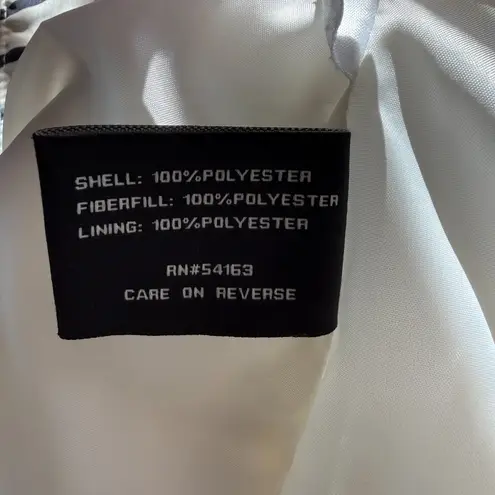 SHELL: 100%POLYESTER
FIBERFILL: 100%POLYESTER
LINING: 100%POLYESTER
RN#54163
CARE ON REVERSE